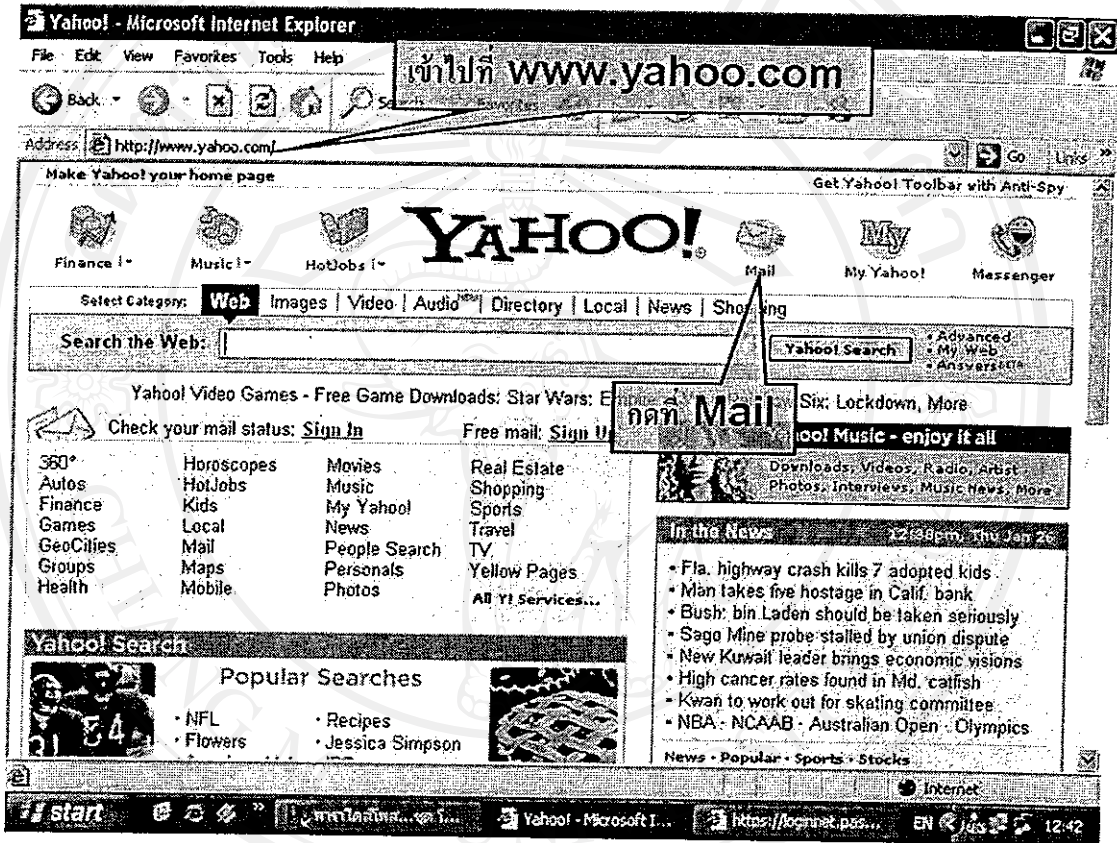 Yahoo! - Microsoft Internet Explorer
File Edit View Favorites Tools Help
เข้าไปที่ www.yahoo.com
Back
Address http://www.yahoo.com/ Go Links »
Make Yahoo! your home page Get Yahoo! Toolbar with Anti-Spy
YAHOO!
Finance Music HotJobs Mail My Yahoo! Messenger
Select Category: Web Images | Video | Audio | Directory | Local | News | Shopping
Search the Web: Yahoo! Search
• Advanced
• My Web
• Answers
Yahoo! Video Games - Free Game Downloads: Star Wars: Six: Lockdown, More
กดที่ Mail
Check your mail status: Sign In Free mail: Sign
360° Horoscopes Movies Real Estate
Autos HotJobs Music Shopping
Finance Kids My Yahoo! Sports
Games Local News Travel
GeoCities Mail People Search TV
Groups Maps Personals Yellow Pages
Health Mobile Photos All Y! Services...
Yahoo! Music - enjoy it all
Downloads, Videos, Radio, Artist
Photos, Interviews, Music News, More
In the News 12:38pm, Thu Jan 26
• Fla. highway crash kills 7 adopted kids
• Man takes five hostage in Calif. bank
• Bush: bin Laden should be taken seriously
• Sago Mine probe stalled by union dispute
• New Kuwait leader brings economic visions
• High cancer rates found in Md. catfish
• Kwan to work out for skating committee
• NBA - NCAAB - Australian Open - Olympics
News • Popular • Sports • Stocks
Yahoo! Search
Popular Searches
• NFL • Recipes
• Flowers • Jessica Simpson
Internet
start Yahoo! - Microsoft I... https://loginnet.pas... EN 12:42